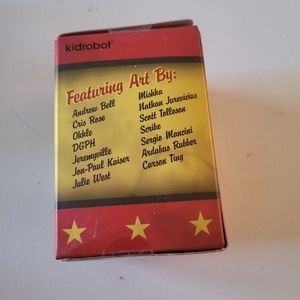 kidrobot
Featuring Art By:
Andrew Bell
Cris Rose
Okkle
DGPH
Jeremyville
Jon-Paul Kaiser
Julie West
Mishka
Nathan Jurevicius
Scott Tolleson
Scribe
Sergio Mancini
Ardabus Rubber
Carson Ting